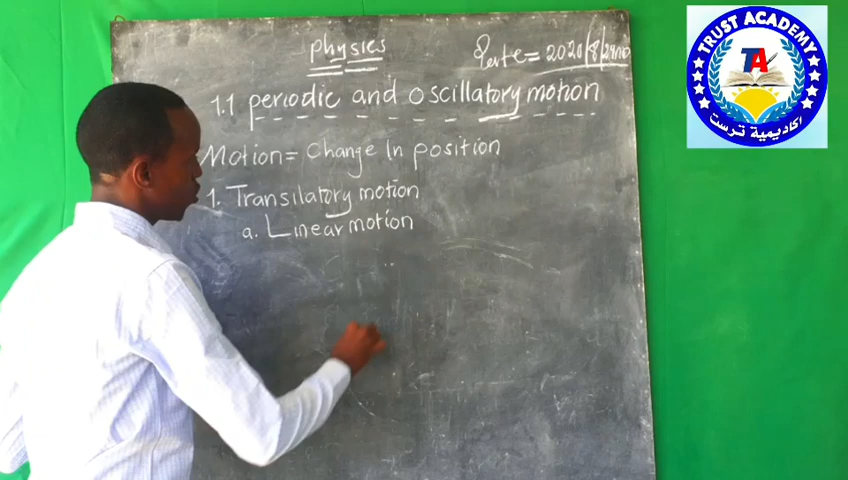 physics
Date = 2020/8/24
1.1 periodic and oscillatory motion
Motion = Change In position
1. Transilatory motion
a. Linear motion
TRUST ACADEMY
TA
اكاديمية ترست